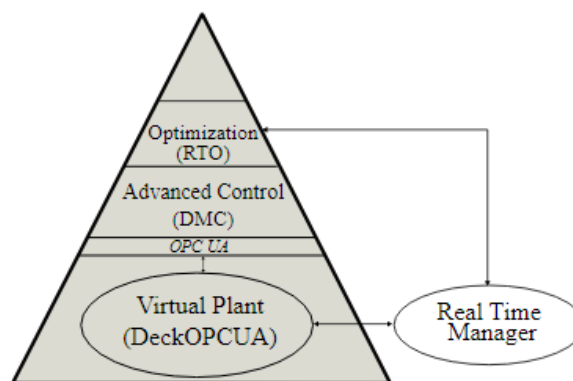 Optimization
(RTO)
Advanced Control
(DMC)
OPC UA
Virtual Plant
(DeckOPCUA)
Real Time
Manager